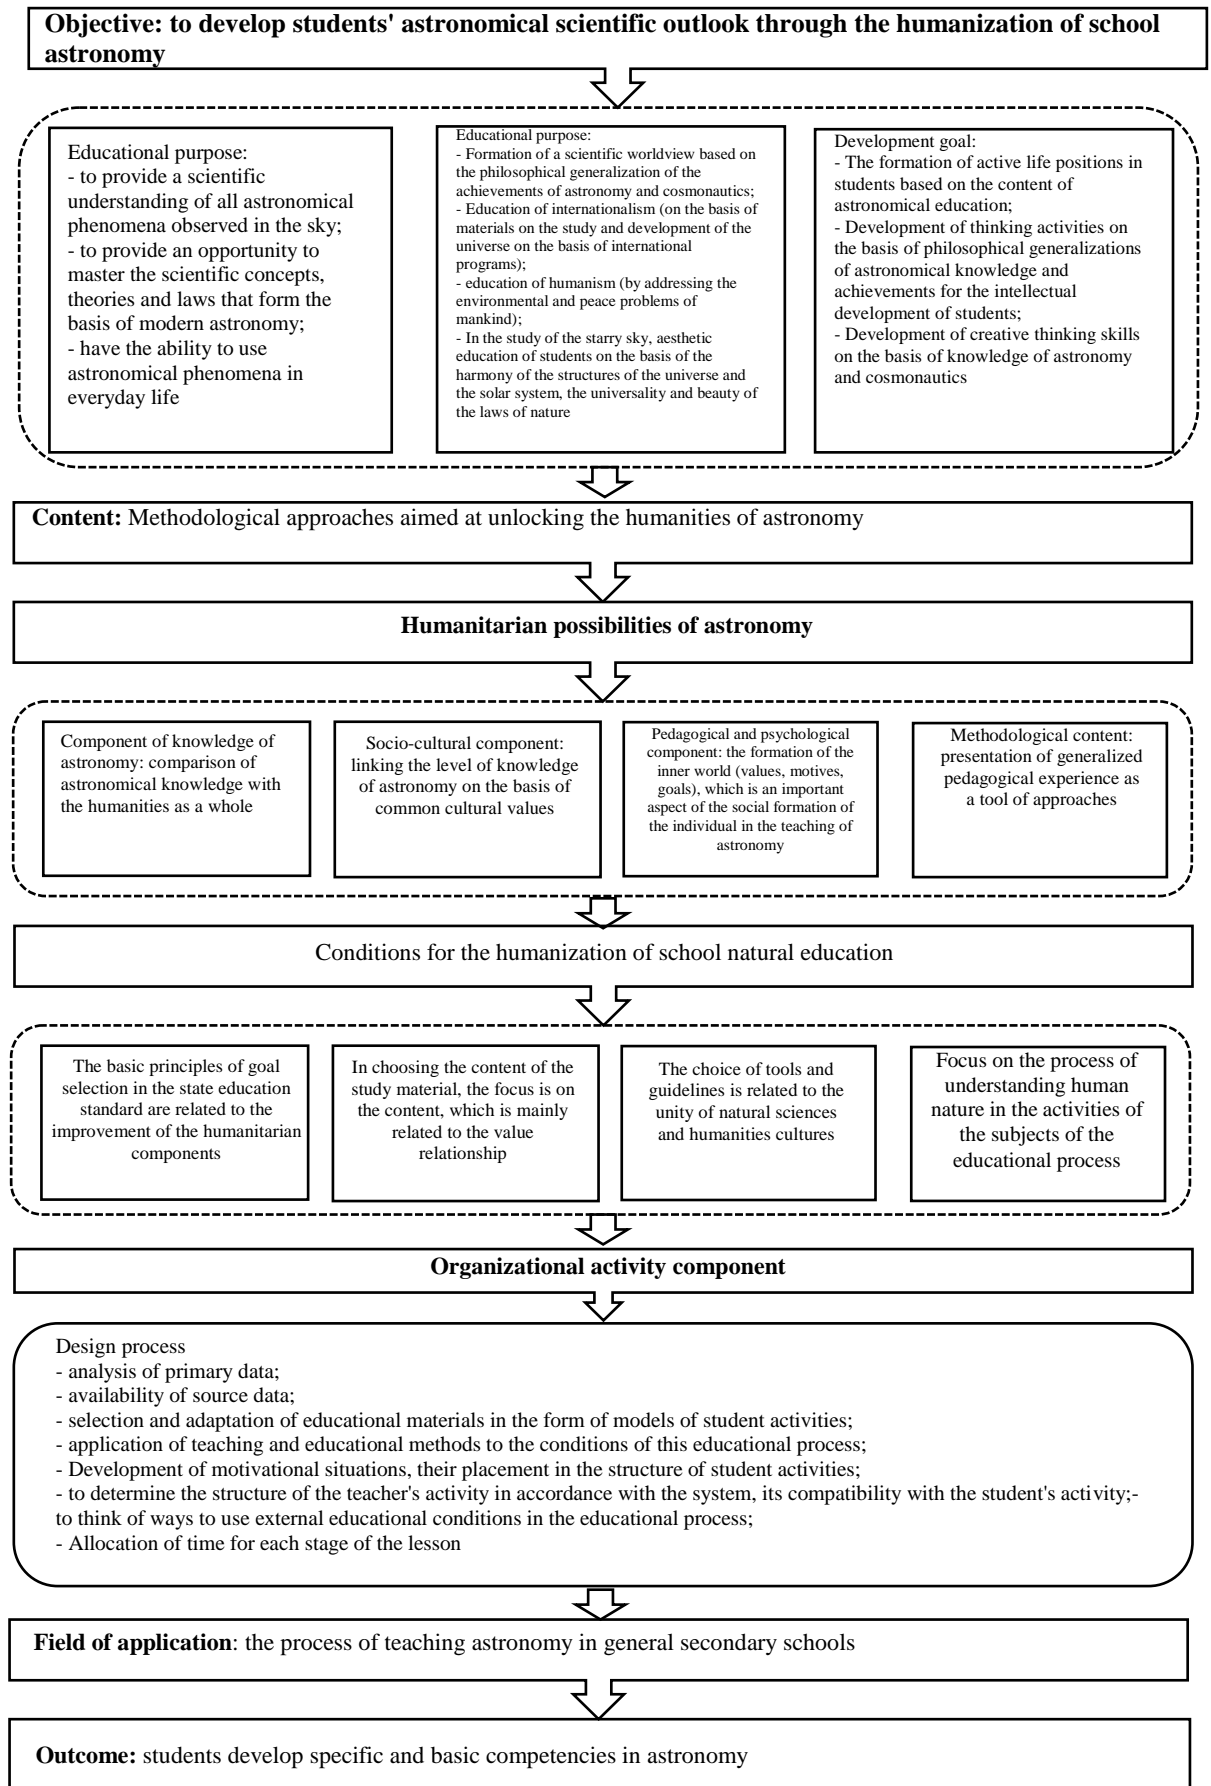 Objective: to develop students' astronomical scientific outlook through the humanization of school
astronomy
Educational purpose:
- to provide a scientific
understanding of all astronomical
phenomena observed in the sky;
- to provide an opportunity to
master the scientific concepts,
theories and laws that form the
basis of modern astronomy;
- have the ability to use
astronomical phenomena in
everyday life
Educational purpose:
- Formation of a scientific worldview based on
the philosophical generalization of the
achievements of astronomy and cosmonautics;
- Education of internationalism (on the basis of
materials on the study and development of the
universe on the basis of international
programs);
- education of humanism (by addressing the
environmental and peace problems of
mankind);
- In the study of the starry sky, aesthetic
education of students on the basis of the
harmony of the structures of the universe and
the solar system, the universality and beauty of
the laws of nature
Development goal:
- The formation of active life positions in
students based on the content of
astronomical education;
- Development of thinking activities on
the basis of philosophical generalizations
of astronomical knowledge and
achievements for the intellectual
development of students;
- Development of creative thinking skills
on the basis of knowledge of astronomy
and cosmonautics
Content: Methodological approaches aimed at unlocking the humanities of astronomy
Humanitarian possibilities of astronomy
Component of knowledge of
astronomy: comparison of
astronomical knowledge with
the humanities as a whole
Socio-cultural component:
linking the level of knowledge
of astronomy on the basis of
common cultural values
Pedagogical and psychological
component: the formation of the
inner world (values, motives,
goals), which is an important
aspect of the social formation of
the individual in the teaching of
astronomy
Methodological content:
presentation of generalized
pedagogical experience as
a tool of approaches
Conditions for the humanization of school natural education
The basic principles of goal
selection in the state education
standard are related to the
improvement of the humanitarian
components
In choosing the content of the
study material, the focus is on
the content, which is mainly
related to the value
relationship
The choice of tools and
guidelines is related to the
unity of natural sciences
and humanities cultures
Focus on the process of
understanding human
nature in the activities of
the subjects of the
educational process
Organizational activity component
Design process
- analysis of primary data;
- availability of source data;
- selection and adaptation of educational materials in the form of models of student activities;
- application of teaching and educational methods to the conditions of this educational process;
- Development of motivational situations, their placement in the structure of student activities;
- to determine the structure of the teacher's activity in accordance with the system, its compatibility with the student's activity;-
to think of ways to use external educational conditions in the educational process;
- Allocation of time for each stage of the lesson
Field of application: the process of teaching astronomy in general secondary schools
Outcome: students develop specific and basic competencies in astronomy